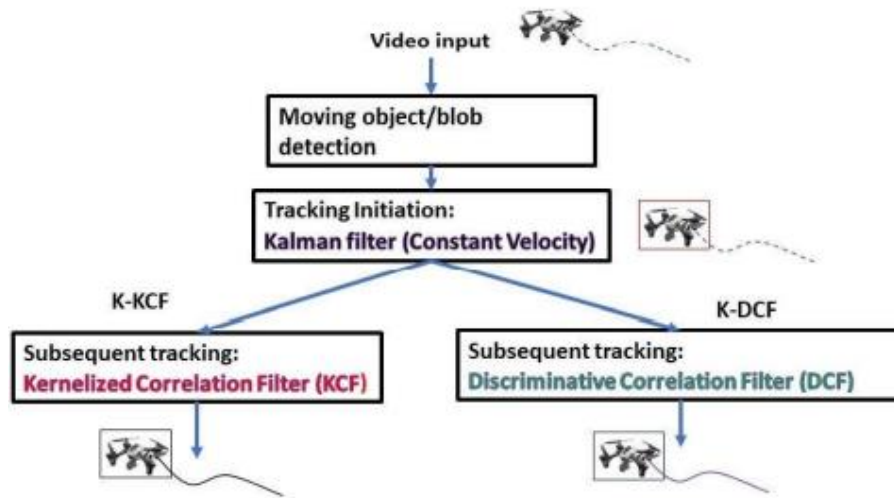 Video input
Moving object/blob
detection
Tracking Initiation:
Kalman filter (Constant Velocity)
K-KCF
K-DCF
Subsequent tracking:
Kernelized Correlation Filter (KCF)
Subsequent tracking:
Discriminative Correlation Filter (DCF)